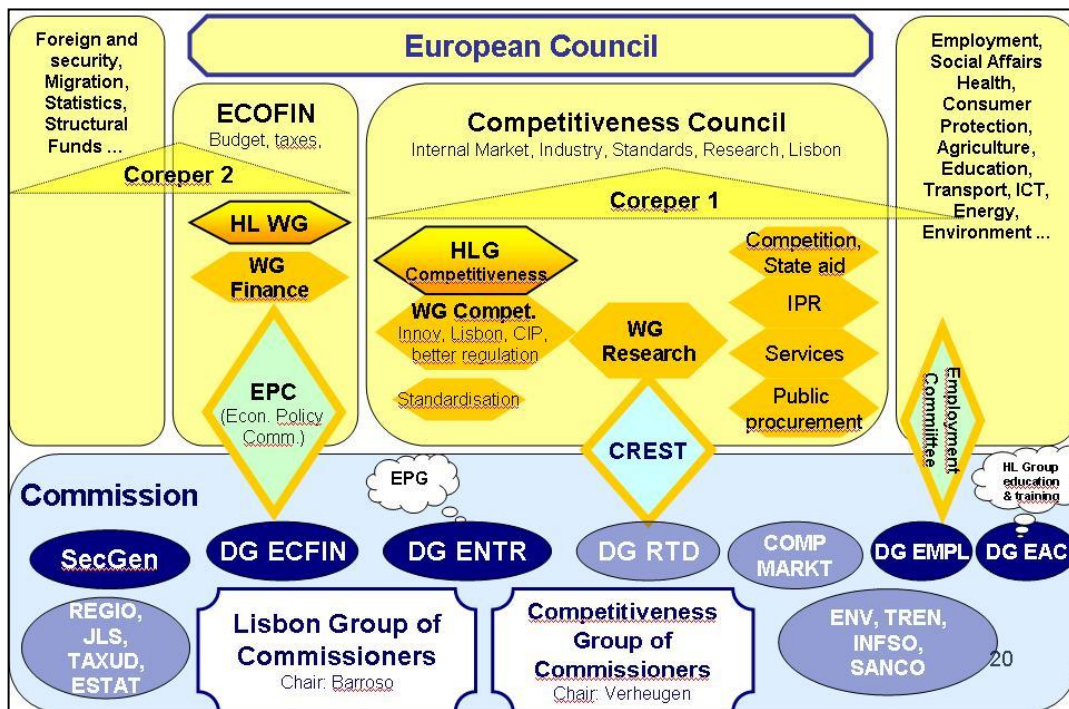 Foreign and
security,
Migration,
Statistics,
Structural
Funds ...
European Council
Employment,
Social Affairs
Health,
Consumer
Protection,
Agriculture,
Education,
Transport, ICT,
Energy,
Environment ...
ECOFIN
Budget, taxes,
Competitiveness Council
Internal Market, Industry, Standards, Research, Lisbon
Coreper 2
Coreper 1
HL WG
WG
Finance
HLG
Competitiveness
WG Compet.
Innov, Lisbon, CIP,
better regulation
Standardisation
WG
Research
Competition,
State aid
IPR
Services
Public
procurement
EPC
(Econ. Policy
Comm.)
CREST
Employment
Commiittee
Commission
EPG
HL Group
education
& training
SecGen
DG ECFIN
DG ENTR
DG RTD
COMP
MARKT
DG EMPL
DG EAC
REGIO,
JLS,
TAXUD,
ESTAT
Lisbon Group of
Commissioners
Chair: Barroso
Competitiveness
Group of
Commissioners
Chair: Verheugen
ENV, TREN,
INFSO,
SANCO
20